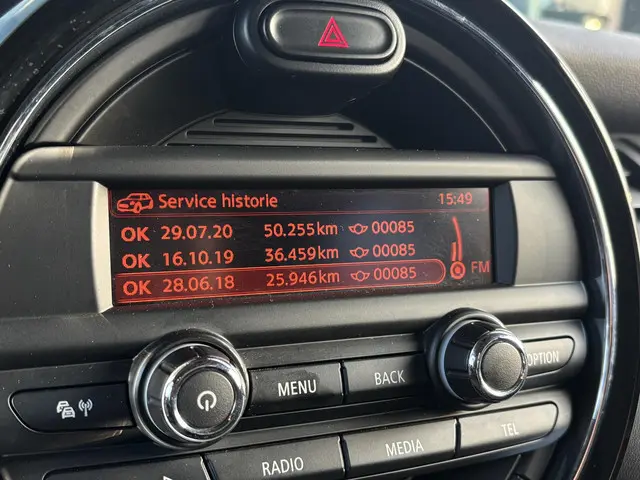 Service historie 15:49
OK 29.07.20 50.255km 00085
OK 16.10.19 36.459km 00085
OK 28.06.18 25.946km 00085
FM
MENU BACK OPTION
RADIO MEDIA TEL